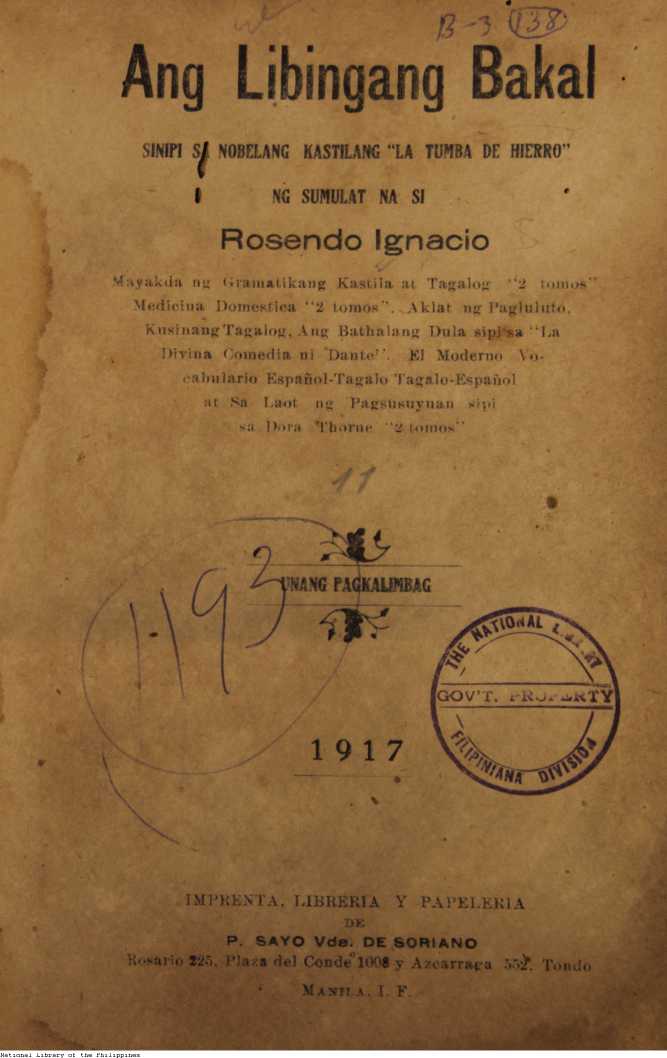 B-3 138
Ang Libingang Bakal
SINIPI SA NOBELANG KASTILANG "LA TUMBA DE HIERRO"
NG SUMULAT NA SI
Rosendo Ignacio
Mayakda ng Gramatikang Kastila at Tagalog "2 tomos"
Medicina Domestica "2 tomos", Aklat ng Pagluluto,
Kusinang Tagalog, Ang Bathalang Dula sipi sa "La
Divina Comedia ni Dante". El Moderno Vo-
cabulario Español-Tagalo Tagalo-Español
at Sa Laot ng Pagsusuyuan sipi
sa Dora Thorne "2 tomos"
11
UNANG PAGKALIMBAG
H93
THE NATIONAL
GOV'T. PROPERTY
FILIPINIANA DIVISION
1917
IMPRENTA, LIBRERIA Y PAPELERIA
DE
P. SAYO Vda. DE SORIANO
Rosario 225, Plaza del Conde 1008 y Azcarraga 552, Tondo
MANILA, I. F.
National Library of the Philippines